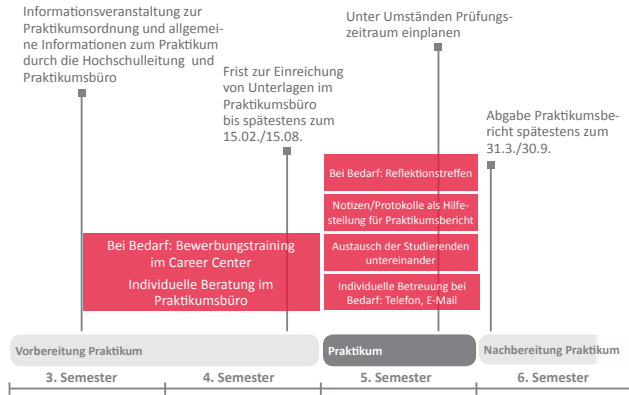 Informationsveranstaltung zur
Praktikumsordnung und allgemei-
ne Informationen zum Praktikum
durch die Hochschulleitung und
Praktikumsbüro
Frist zur Einreichung
von Unterlagen im
Praktikumsbüro
bis spätestens zum
15.02./15.08.
Unter Umständen Prüfungs-
zeitraum einplanen
Abgabe Praktikumsbe-
richt spätestens zum
31.3./30.9.
Bei Bedarf: Reflektionstreffen
Notizen/Protokolle als Hilfe-
stellung für Praktikumsbericht
Austausch der Studierenden
untereinander
Individuelle Betreuung bei
Bedarf: Telefon, E-Mail
Bei Bedarf: Bewerbungstraining
im Career Center
Individuelle Beratung im
Praktikumsbüro
Vorbereitung Praktikum
Praktikum
Nachbereitung Praktikum
3. Semester
4. Semester
5. Semester
6. Semester